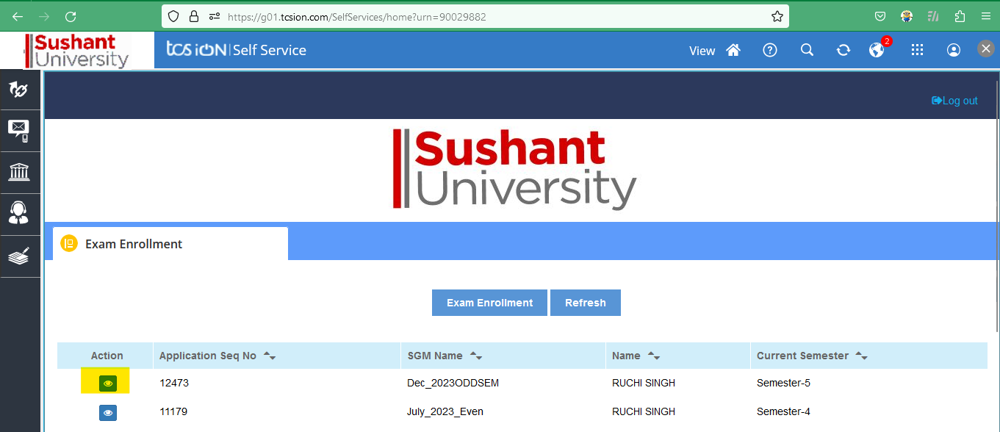 https://g01.tcsion.com/SelfServices/home?urn=90029882
Sushant
University
tcs iON | Self Service
View
2
Log out
Sushant
University
Exam Enrollment
Exam Enrollment Refresh
Action Application Seq No SGM Name Name Current Semester
12473 Dec_2023ODDSEM RUCHI SINGH Semester-5
11179 July_2023_Even RUCHI SINGH Semester-4